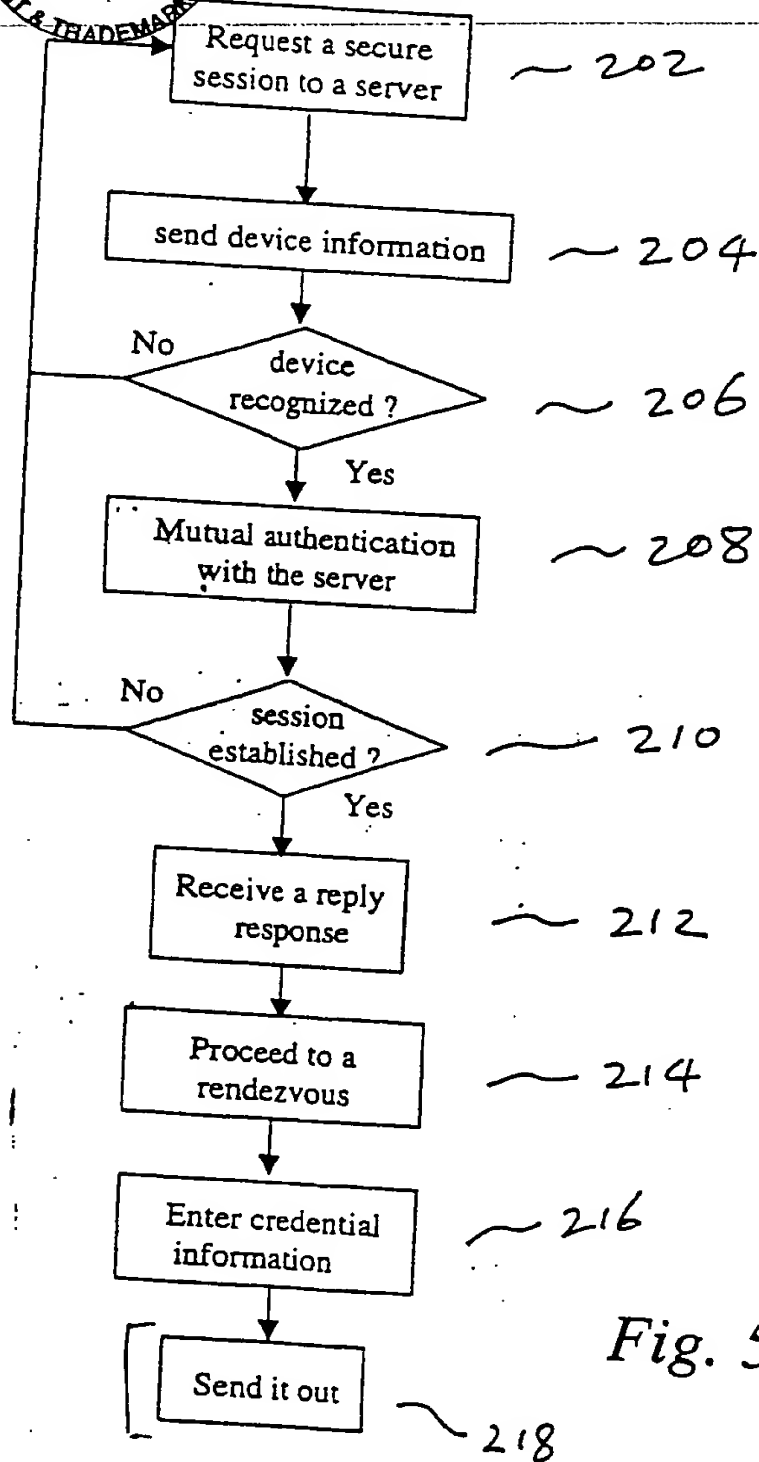 & TRADEMARK
Request a secure
session to a server
202
send device information
204
No
device
recognized ?
206
Yes
Mutual authentication
with the server
208
No
session
established ?
210
Yes
Receive a reply
response
212
Proceed to a
rendezvous
214
Enter credential
information
216
Fig. 5
Send it out
218